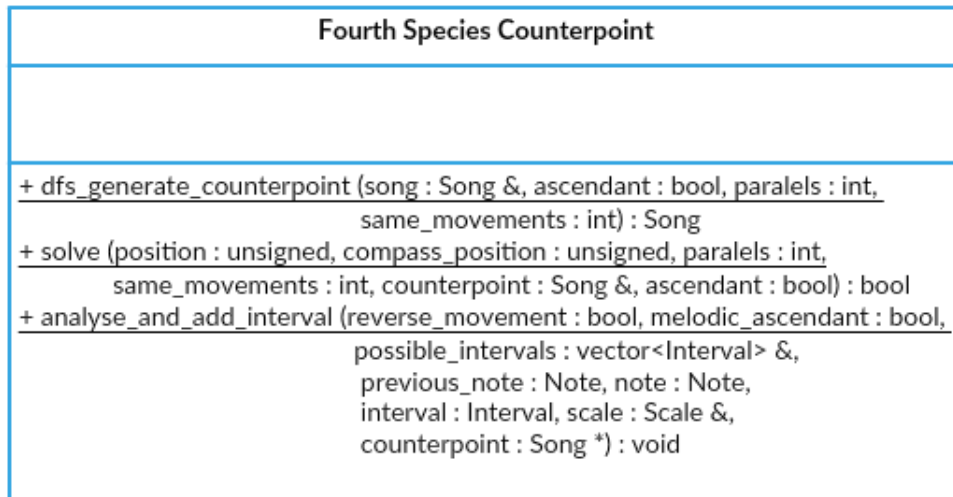 Fourth Species Counterpoint
+ dfs_generate_counterpoint (song : Song &, ascendant : bool, paralels : int,
same_movements : int) : Song
+ solve (position : unsigned, compass_position : unsigned, paralels : int,
same_movements : int, counterpoint : Song &, ascendant : bool) : bool
+ analyse_and_add_interval (reverse_movement : bool, melodic_ascendant : bool,
possible_intervals : vector<Interval> &,
previous_note : Note, note : Note,
interval : Interval, scale : Scale &,
counterpoint : Song *) : void